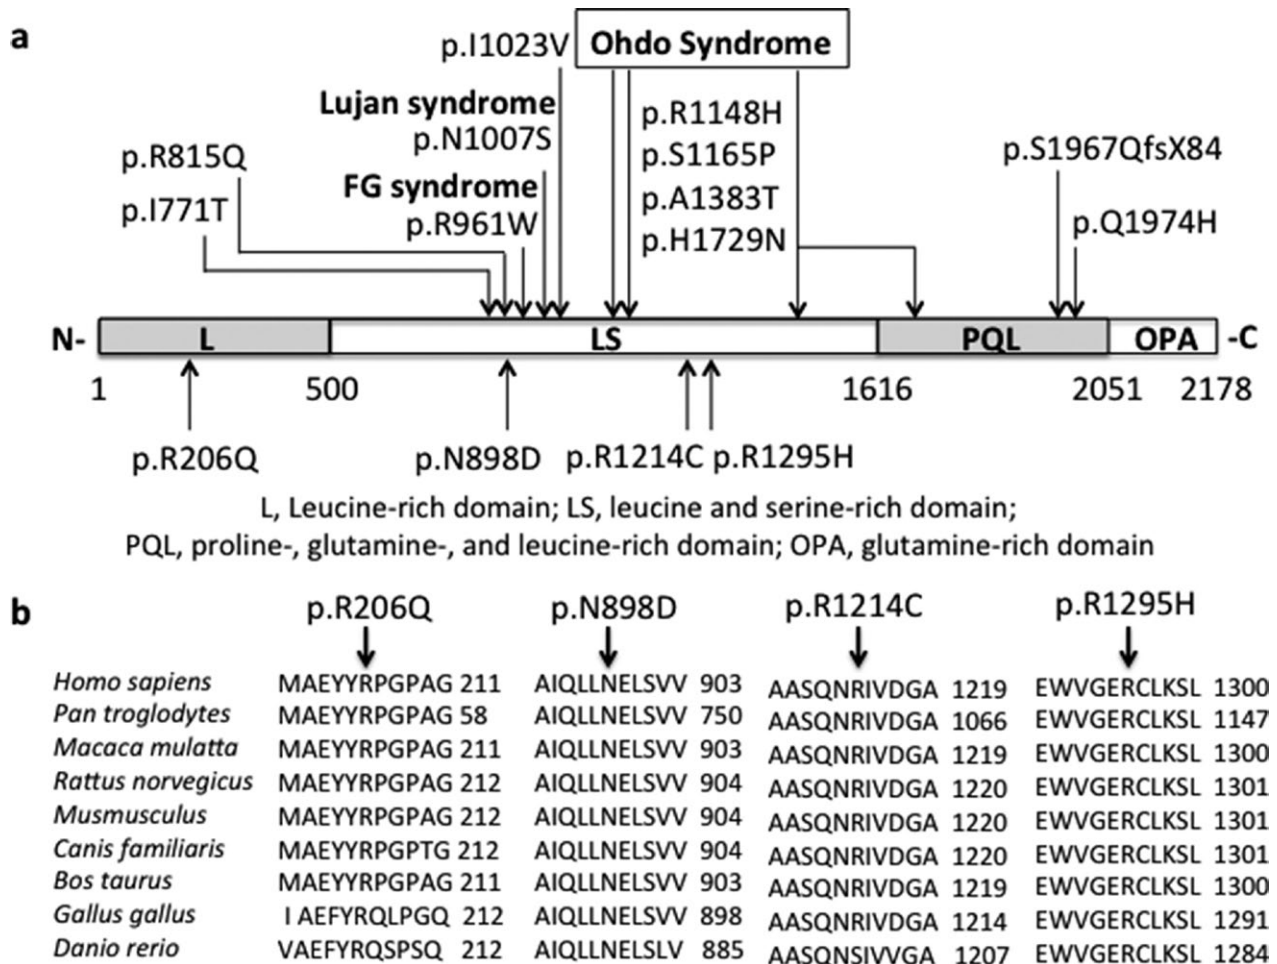 a
p.I1023V Ohdo Syndrome
Lujan syndrome
p.N1007S
p.R1148H
p.R815Q
p.S1165P
p.S1967QfsX84
FG syndrome
p.A1383T
p.I771T
p.R961W
p.H1729N
p.Q1974H
N- L LS PQL OPA -C
1 500 1616 2051 2178
p.R206Q p.N898D p.R1214C p.R1295H
L, Leucine-rich domain; LS, leucine and serine-rich domain;
PQL, proline-, glutamine-, and leucine-rich domain; OPA, glutamine-rich domain
b p.R206Q p.N898D p.R1214C p.R1295H
Homo sapiens MAEYYRPGPAG 211 AIQLLNELSVV 903 AASQNRIVDGA 1219 EWVGERCLKSL 1300
Pan troglodytes MAEYYRPGPAG 58 AIQLLNELSVV 750 AASQNRIVDGA 1066 EWVGERCLKSL 1147
Macaca mulatta MAEYYRPGPAG 211 AIQLLNELSVV 903 AASQNRIVDGA 1219 EWVGERCLKSL 1300
Rattus norvegicus MAEYYRPGPAG 212 AIQLLNELSVV 904 AASQNRIVDGA 1220 EWVGERCLKSL 1301
Musmusculus MAEYYRPGPAG 212 AIQLLNELSVV 904 AASQNRIVDGA 1220 EWVGERCLKSL 1301
Canis familiaris MAEYYRPGPTG 212 AIQLLNELSVV 904 AASQNRIVDGA 1220 EWVGERCLKSL 1301
Bos taurus MAEYYRPGPAG 211 AIQLLNELSVV 903 AASQNRIVDGA 1219 EWVGERCLKSL 1300
Gallus gallus I AEFYRQLPGQ 212 AIQLLNELSVV 898 AASQNRIVDGA 1214 EWVGERCLKSL 1291
Danio rerio VAEFYRQSPSQ 212 AIQLLNELSLV 885 AASQNSIVVGA 1207 EWVGERCLKSL 1284